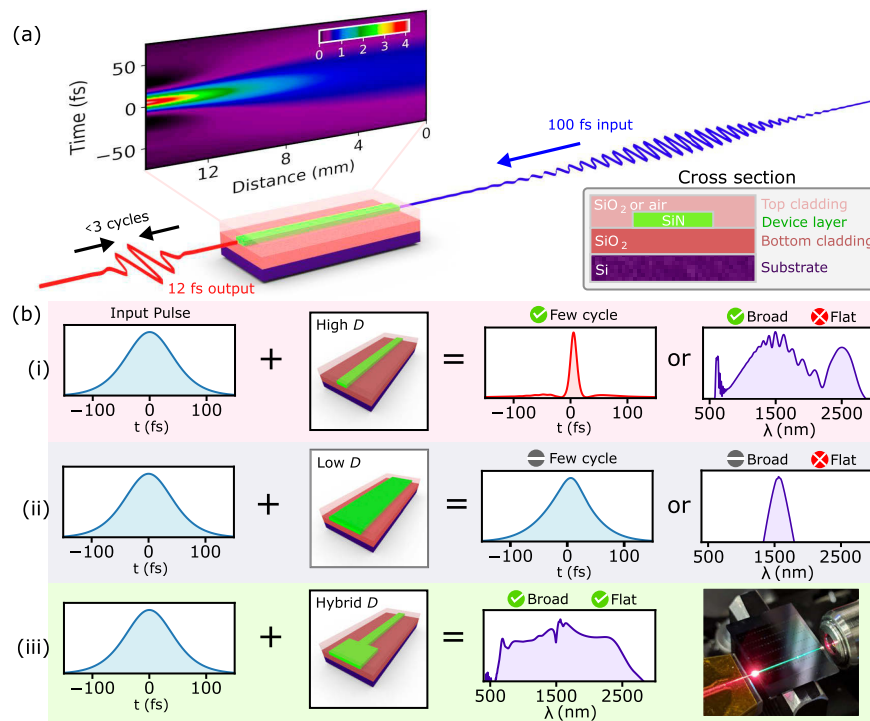 (a)
0 1 2 3 4
Time (fs)
50
0
−50
12 8 4 0
Distance (mm)
100 fs input
<3 cycles
12 fs output
Cross section
SiO2 or air
SiN
SiO2
Si
Top cladding
Device layer
Bottom cladding
Substrate
(b)
(i)
Input Pulse
−100 0 100
t (fs)
+
High D
=
Few cycle
−100 0 100
t (fs)
or
Broad Flat
500 1500 2500
λ (nm)
(ii)
−100 0 100
t (fs)
+
Low D
=
Few cycle
−100 0 100
t (fs)
or
Broad Flat
500 1500 2500
λ (nm)
(iii)
−100 0 100
t (fs)
+
Hybrid D
=
Broad Flat
500 1500 2500
λ (nm)